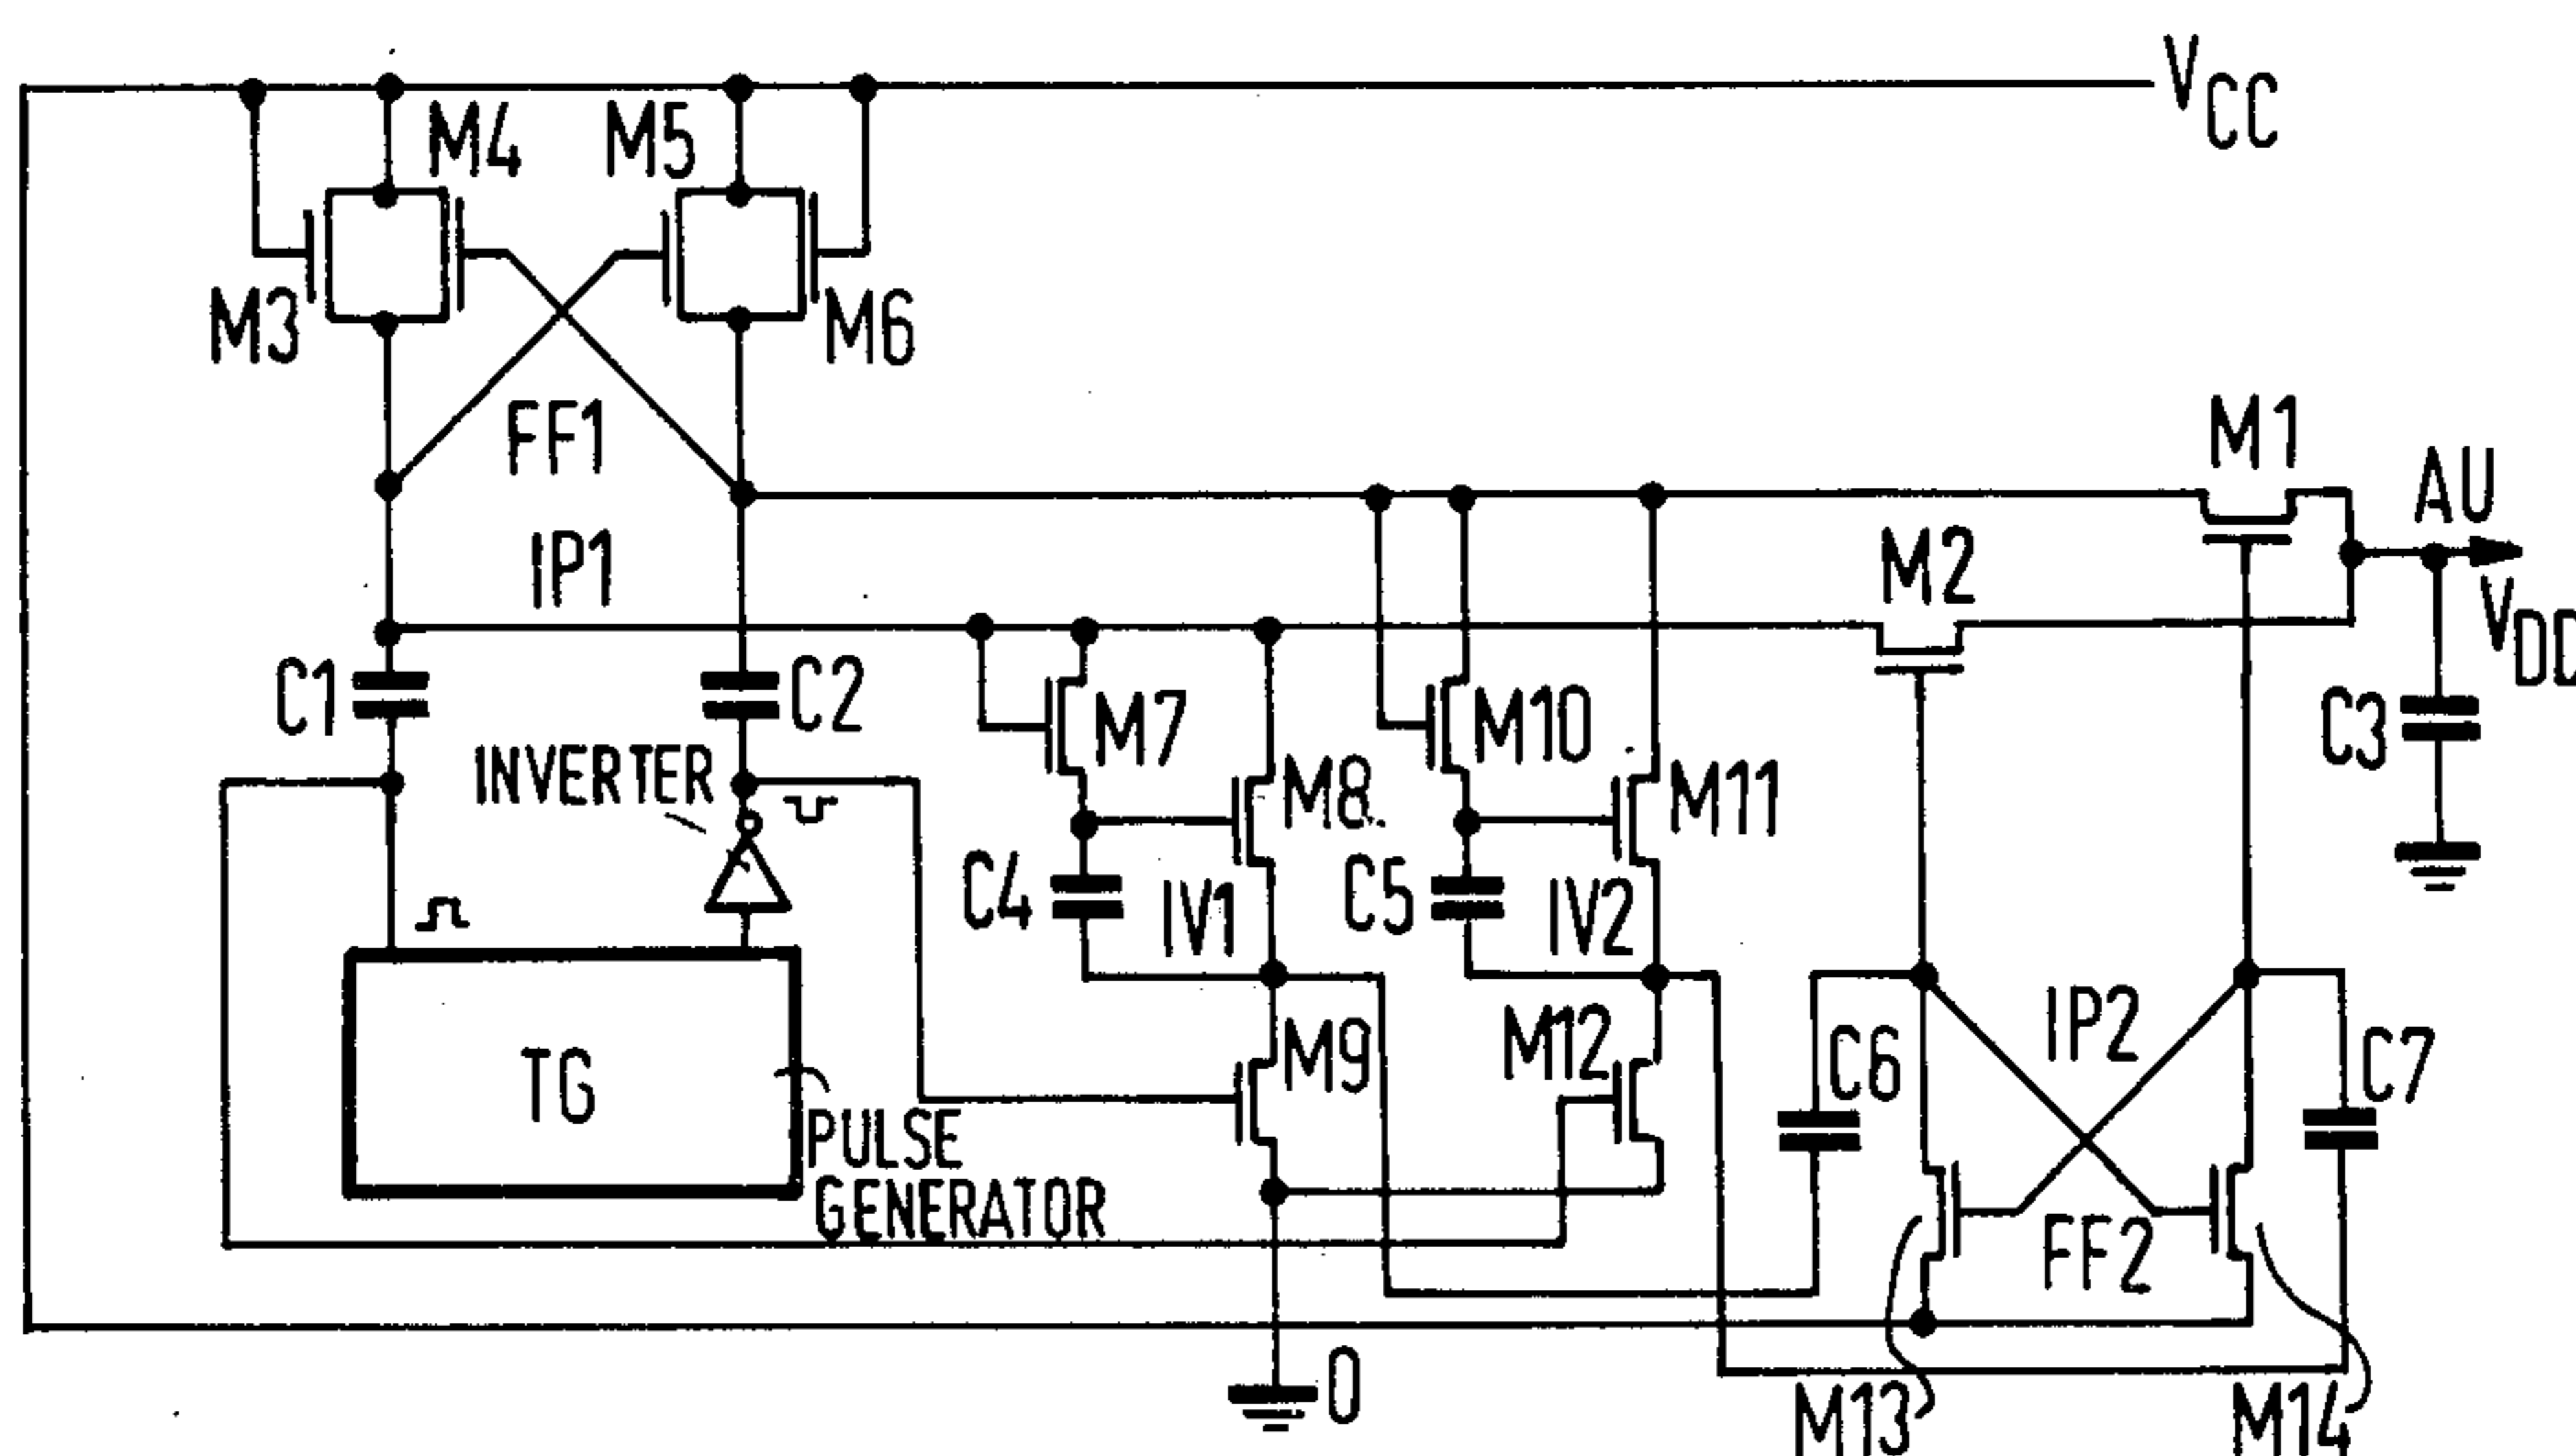 VCC
M4
M5
M3
M6
FF1
M1
AU
IP1
M2
VDD
C1
C2
M7
M10
C3
INVERTER
M8
M11
C4
IV1
C5
IV2
M9
M12
IP2
C6
C7
TG
PULSE
GENERATOR
FF2
0
M13
M14